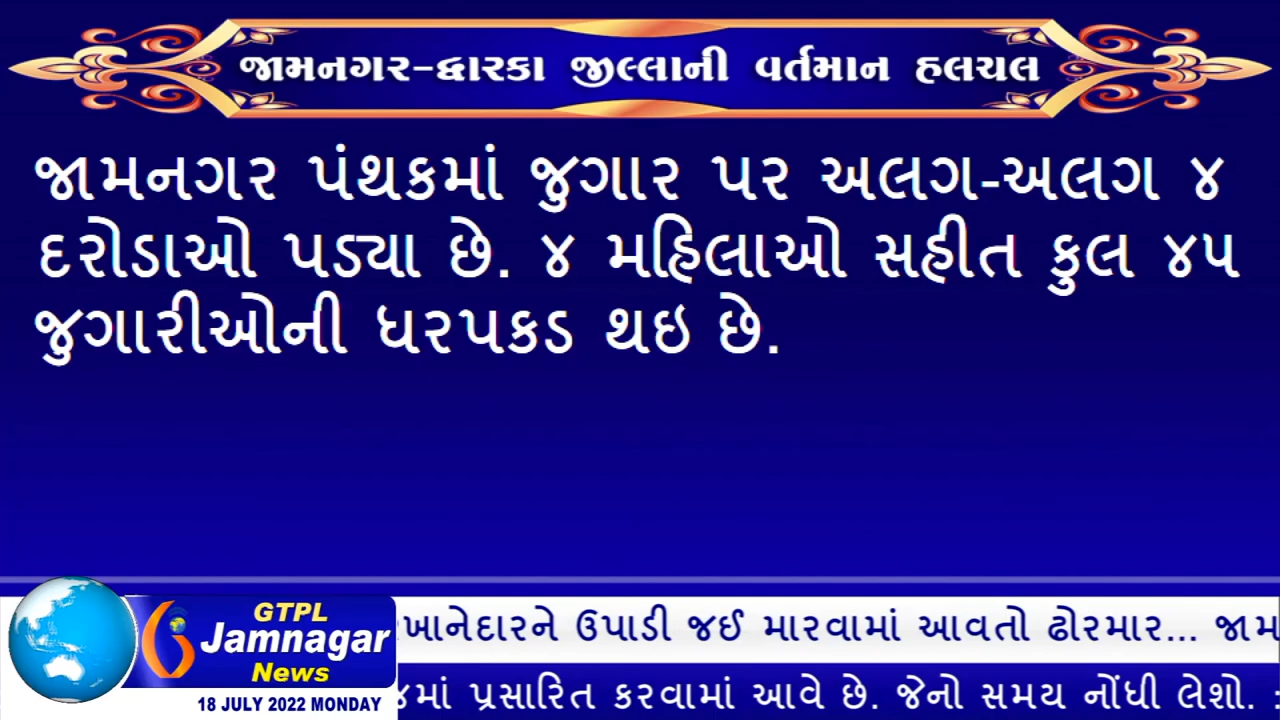 જામનગર-દ્વારકા જીલ્લાની વર્તમાન હલચલ
જામનગર પંથકમાં જુગાર પર અલગ-અલગ ૪
દરોડાઓ પડ્યા છે. ૪ મહિલાઓ સહીત કુલ ૪૫
જુગારીઓની ધરપકડ થઇ છે.
GTPL
Jamnagar
News
18 JULY 2022 MONDAY
ઉપાડી જઈ મારવામાં આવતો ઢોરમાર...
પ્રસારિત કરવામાં આવે છે. જેનો સમય નોંધી લેશો.